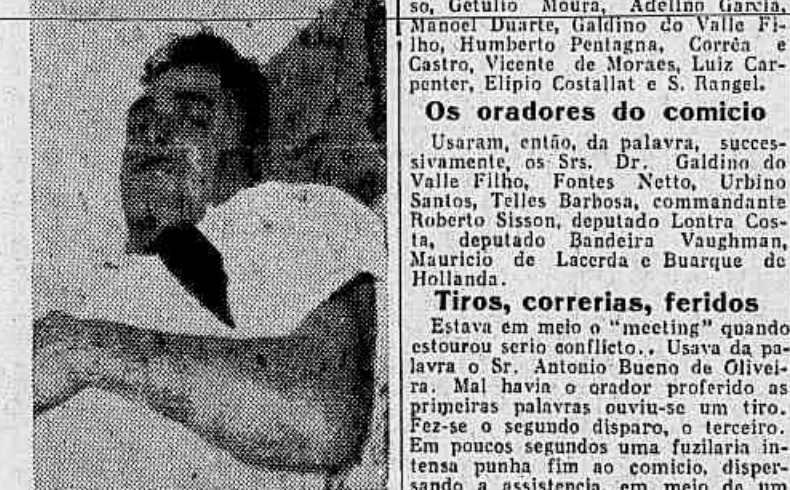 so, Getulio Moura, Adelino Garcia,
Manoel Duarte, Galdino do Valle Fi-
lho, Humberto Pentagna, Corrêa e
Castro, Vicente de Moraes, Luiz Car-
penter, Elipio Costallat e S. Rangel.
Os oradores do comicio
Usaram, então, da palavra, succes-
sivamente, os Srs. Dr. Galdino do
Valle Filho, Fontes Netto, Urbino
Santos, Telles Barbosa, commandante
Roberto Sisson, deputado Lontra Cos-
ta, deputado Bandeira Vaughman,
Mauricio de Lacerda e Buarque de
Hollanda.
Tiros, correrias, feridos
Estava em meio o "meeting" quando
estourou serio conflicto.. Usava da pa-
lavra o Sr. Antonio Bueno de Olivei-
ra. Mal havia o orador proferido as
primeiras palavras ouviu-se um tiro.
Fez-se o segundo disparo, o terceiro.
Em poucos segundos uma fuzilaria in-
tensa punha fim ao comicio, disper-
sando a assistencia em meio de um